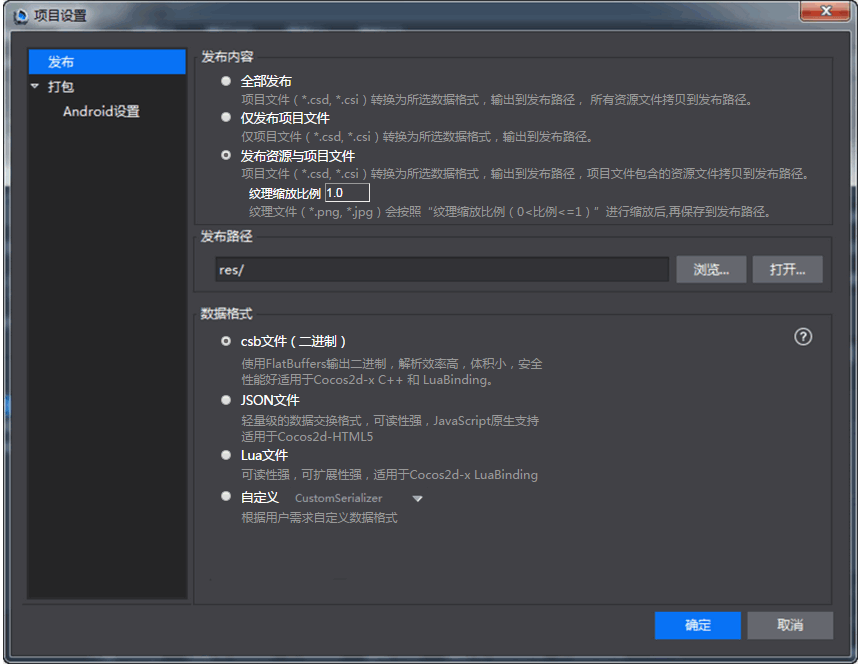 项目设置
发布
打包
Android设置
发布内容
全部发布
项目文件（*.csd, *.csi）转换为所选数据格式，输出到发布路径， 所有资源文件拷贝到发布路径。
仅发布项目文件
仅项目文件（*.csd, *.csi）转换为所选数据格式，输出到发布路径。
发布资源与项目文件
项目文件（*.csd, *.csi）转换为所选数据格式，输出到发布路径，项目文件包含的资源文件拷贝到发布路径。
纹理缩放比例 1.0
纹理文件（*.png, *.jpg）会按照“纹理缩放比例（0<比例<=1）”进行缩放后,再保存到发布路径。
发布路径
res/ 浏览... 打开...
数据格式
?
csb文件（二进制）
使用FlatBuffers输出二进制，解析效率高，体积小，安全
性能好适用于Cocos2d-x C++ 和 LuaBinding。
JSON文件
轻量级的数据交换格式，可读性强，JavaScript原生支持
适用于Cocos2d-HTML5
Lua文件
可读性强，可扩展性强，适用于Cocos2d-x LuaBinding
自定义 CustomSerializer
根据用户需求自定义数据格式
确定 取消